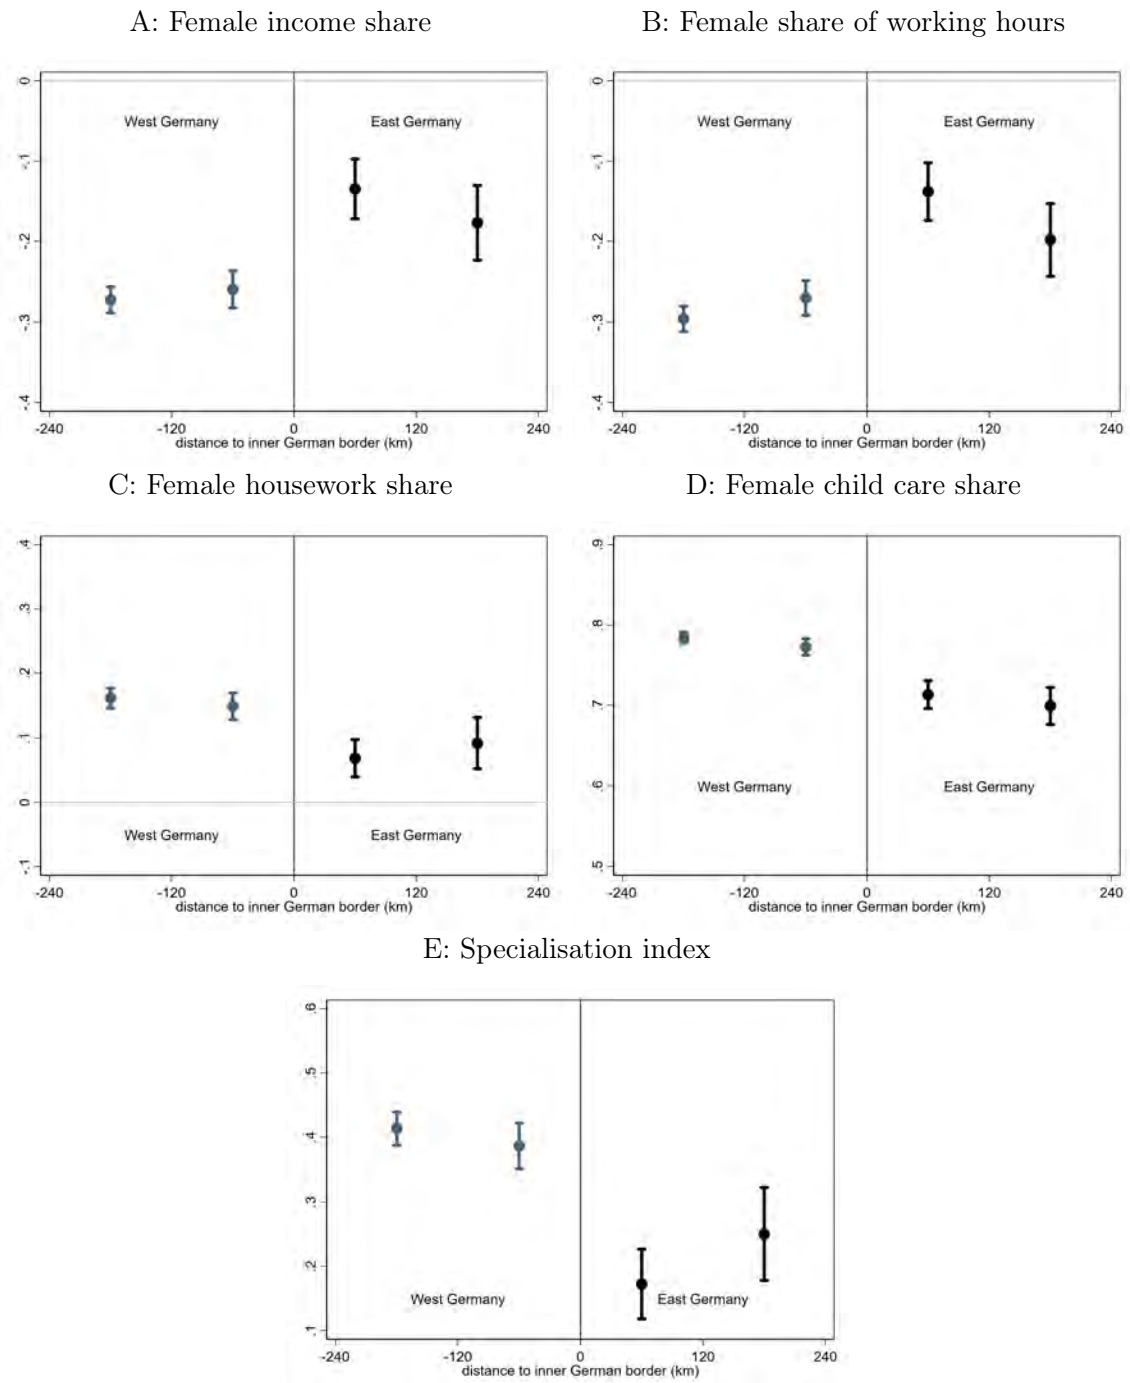 A: Female income share
B: Female share of working hours
0
-.1
-.2
-.3
-.4
West Germany
East Germany
-240
-120
0
120
240
distance to inner German border (km)
0
-.1
-.2
-.3
-.4
West Germany
East Germany
-240
-120
0
120
240
distance to inner German border (km)
C: Female housework share
D: Female child care share
.4
.3
.2
.1
0
-.1
West Germany
East Germany
-240
-120
0
120
240
distance to inner German border (km)
.9
.8
.7
.6
.5
West Germany
East Germany
-240
-120
0
120
240
distance to inner German border (km)
E: Specialisation index
.6
.5
.4
.3
.2
.1
West Germany
East Germany
-240
-120
0
120
240
distance to inner German border (km)